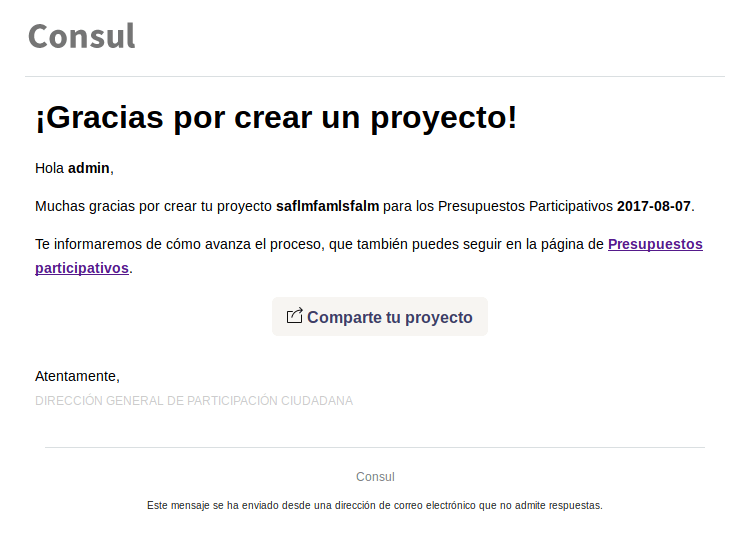 Consul
¡Gracias por crear un proyecto!
Hola admin,
Muchas gracias por crear tu proyecto saflmfamlsfalm para los Presupuestos Participativos 2017-08-07.
Te informaremos de cómo avanza el proceso, que también puedes seguir en la página de Presupuestos
participativos.
Comparte tu proyecto
Atentamente,
DIRECCIÓN GENERAL DE PARTICIPACIÓN CIUDADANA
Consul
Este mensaje se ha enviado desde una dirección de correo electrónico que no admite respuestas.